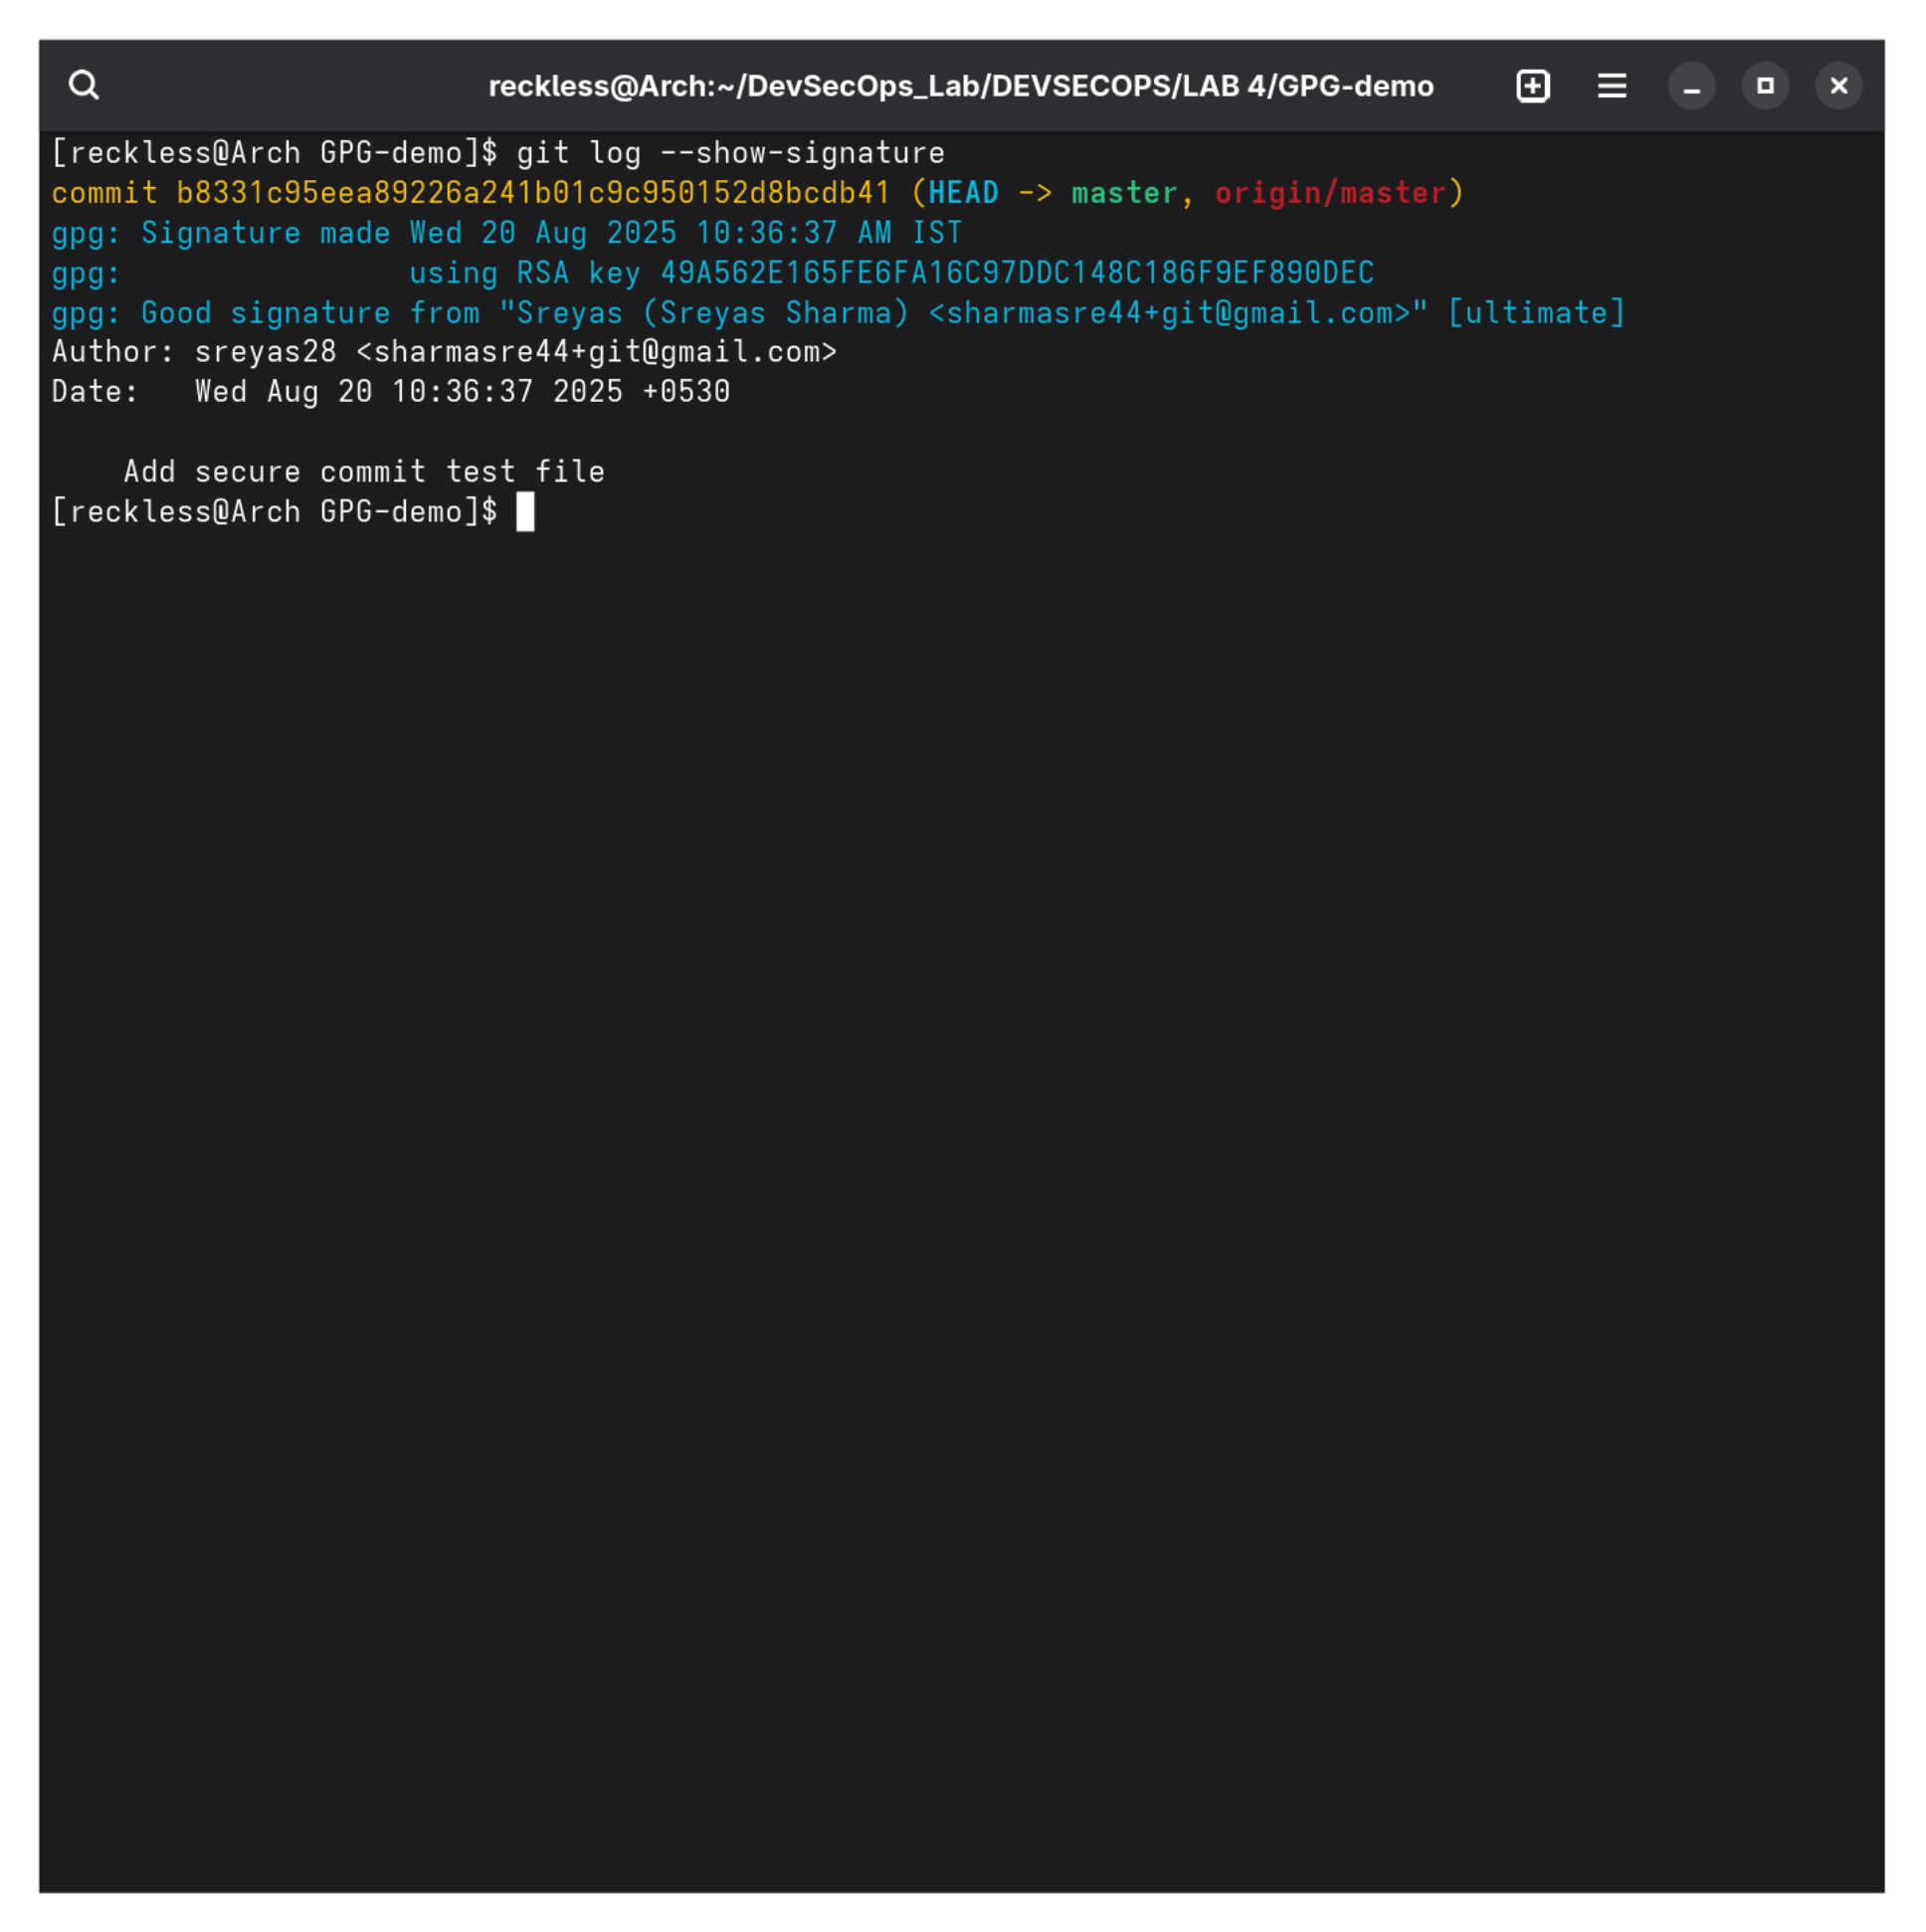 reckless@Arch:~/DevSecOps_Lab/DEVSECOPS/LAB 4/GPG-demo
[reckless@Arch GPG-demo]$ git log --show-signature
commit b8331c95eea89226a241b01c9c950152d8bcdb41 (HEAD -> master, origin/master)
gpg: Signature made Wed 20 Aug 2025 10:36:37 AM IST
gpg:                using RSA key 49A562E165FE6FA16C97DDC148C186F9EF890DEC
gpg: Good signature from "Sreyas (Sreyas Sharma) <sharmasre44+git@gmail.com>" [ultimate]
Author: sreyas28 <sharmasre44+git@gmail.com>
Date:   Wed Aug 20 10:36:37 2025 +0530
    Add secure commit test file
[reckless@Arch GPG-demo]$